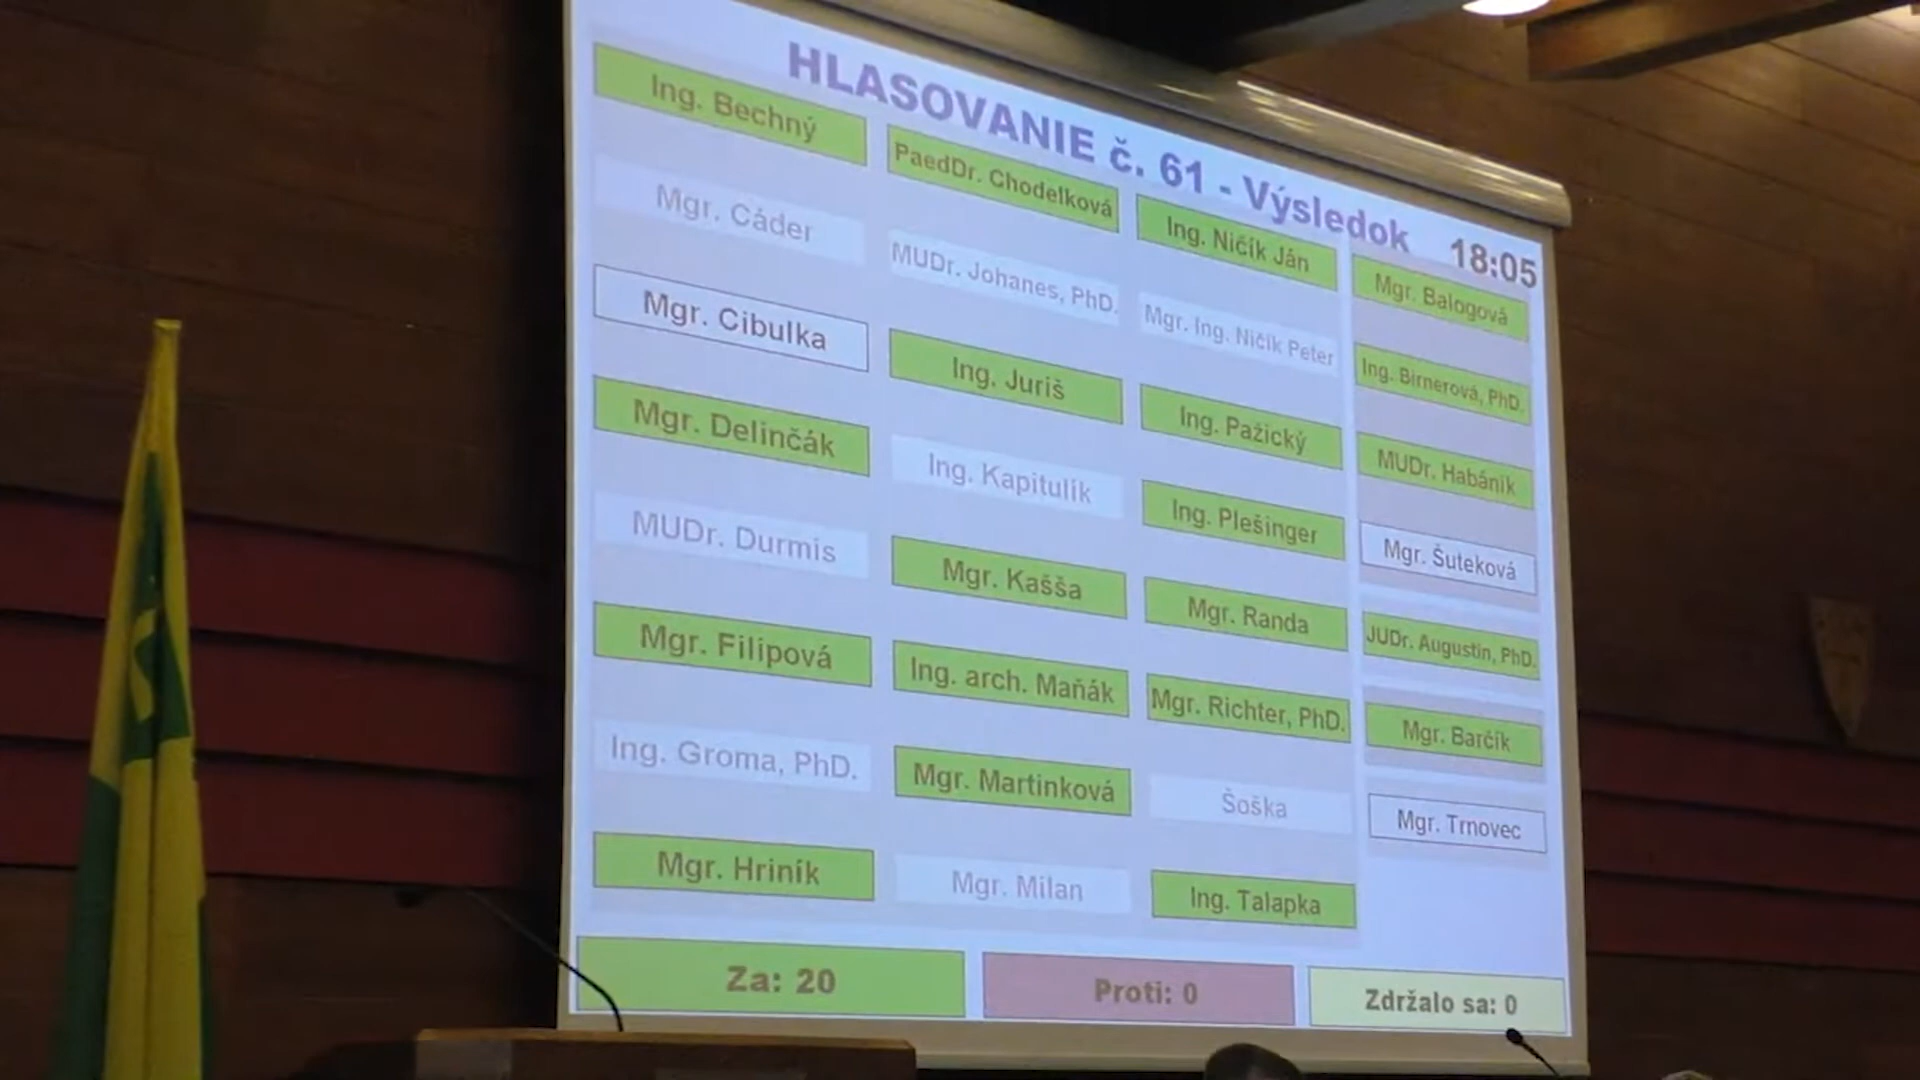 HLASOVANIE č. 61 - Výsledok 18:05
Ing. Bechný
Mgr. Cáder
Mgr. Cibulka
Mgr. Delinčák
MUDr. Durmis
Mgr. Filipová
Ing. Groma, PhD.
Mgr. Hriník
PaedDr. Chodelková
MUDr. Johanes, PhD.
Ing. Juriš
Ing. Kapitulík
Mgr. Kašša
Ing. arch. Maňák
Mgr. Martinková
Mgr. Milan
Ing. Ničík Ján
Mgr. Ing. Ničík Peter
Ing. Pažický
Ing. Plešinger
Mgr. Randa
Mgr. Richter, PhD.
Šoška
Ing. Talapka
Mgr. Balogová
Ing. Birnerová, PhD.
MUDr. Habánik
Mgr. Šuteková
JUDr. Augustín, PhD.
Mgr. Barčík
Mgr. Trnovec
Za: 20
Proti: 0
Zdržalo sa: 0